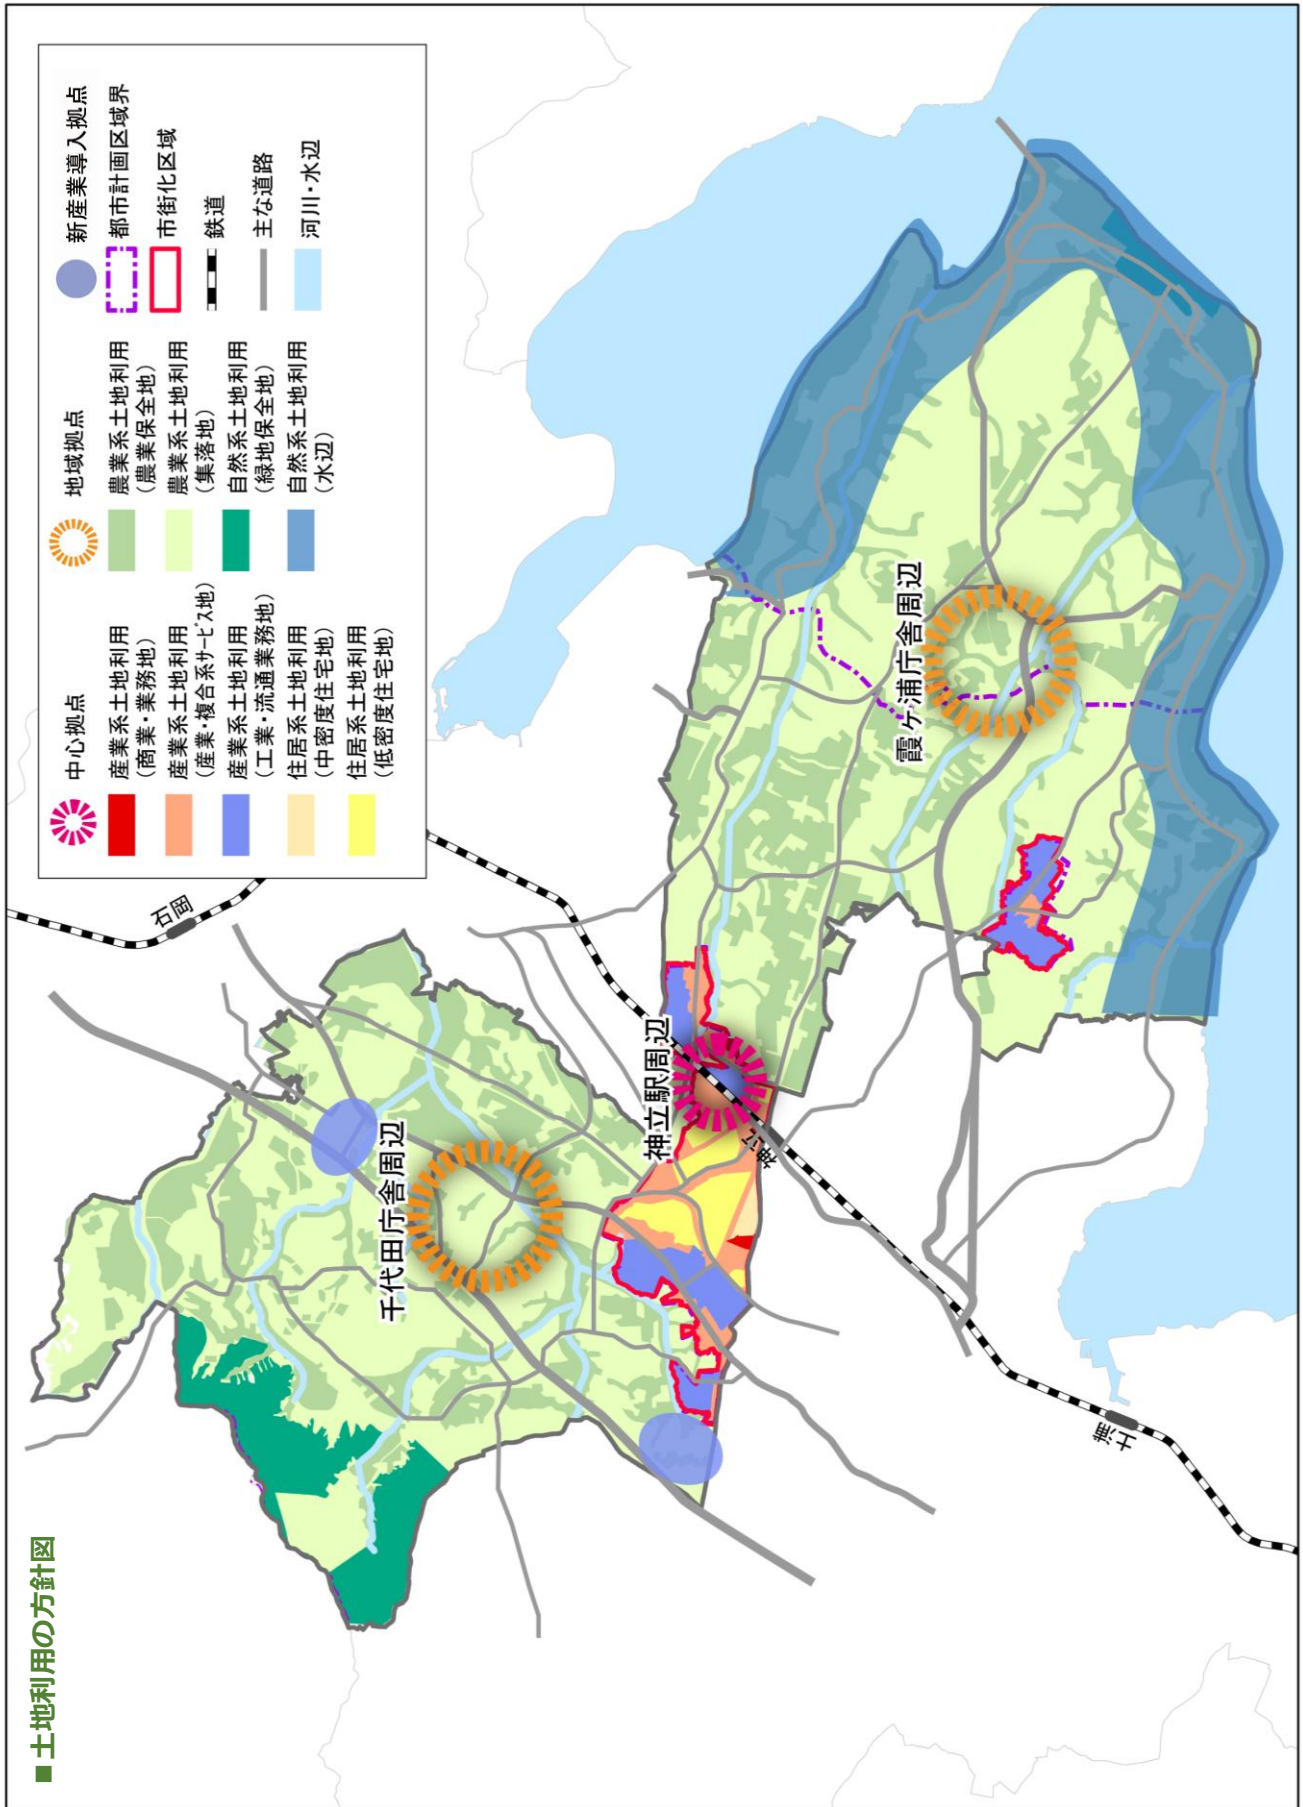 ■ 土地利用の方針図
中心拠点
産業系土地利用
（商業・業務地）
産業系土地利用
（産業・複合系サービス地）
産業系土地利用
（工業・流通業務地）
住居系土地利用
（中密度住宅地）
住居系土地利用
（低密度住宅地）
地域拠点
農業系土地利用
（農業保全地）
農業系土地利用
（集落地）
自然系土地利用
（緑地保全地）
自然系土地利用
（水辺）
新産業導入拠点
都市計画区域界
市街化区域
鉄道
主な道路
河川・水辺
石岡
千代田庁舎周辺
神立駅周辺
神立
霞ケ浦庁舎周辺
土浦